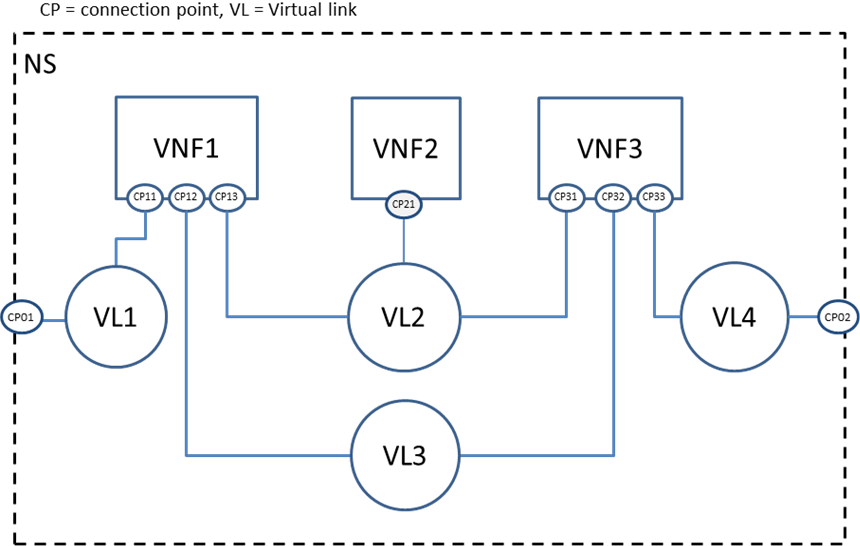 CP = connection point, VL = Virtual link
NS
VNF1
VNF2
VNF3
CP11
CP12
CP13
CP21
CP31
CP32
CP33
CP01
VL1
VL2
VL4
CP02
VL3